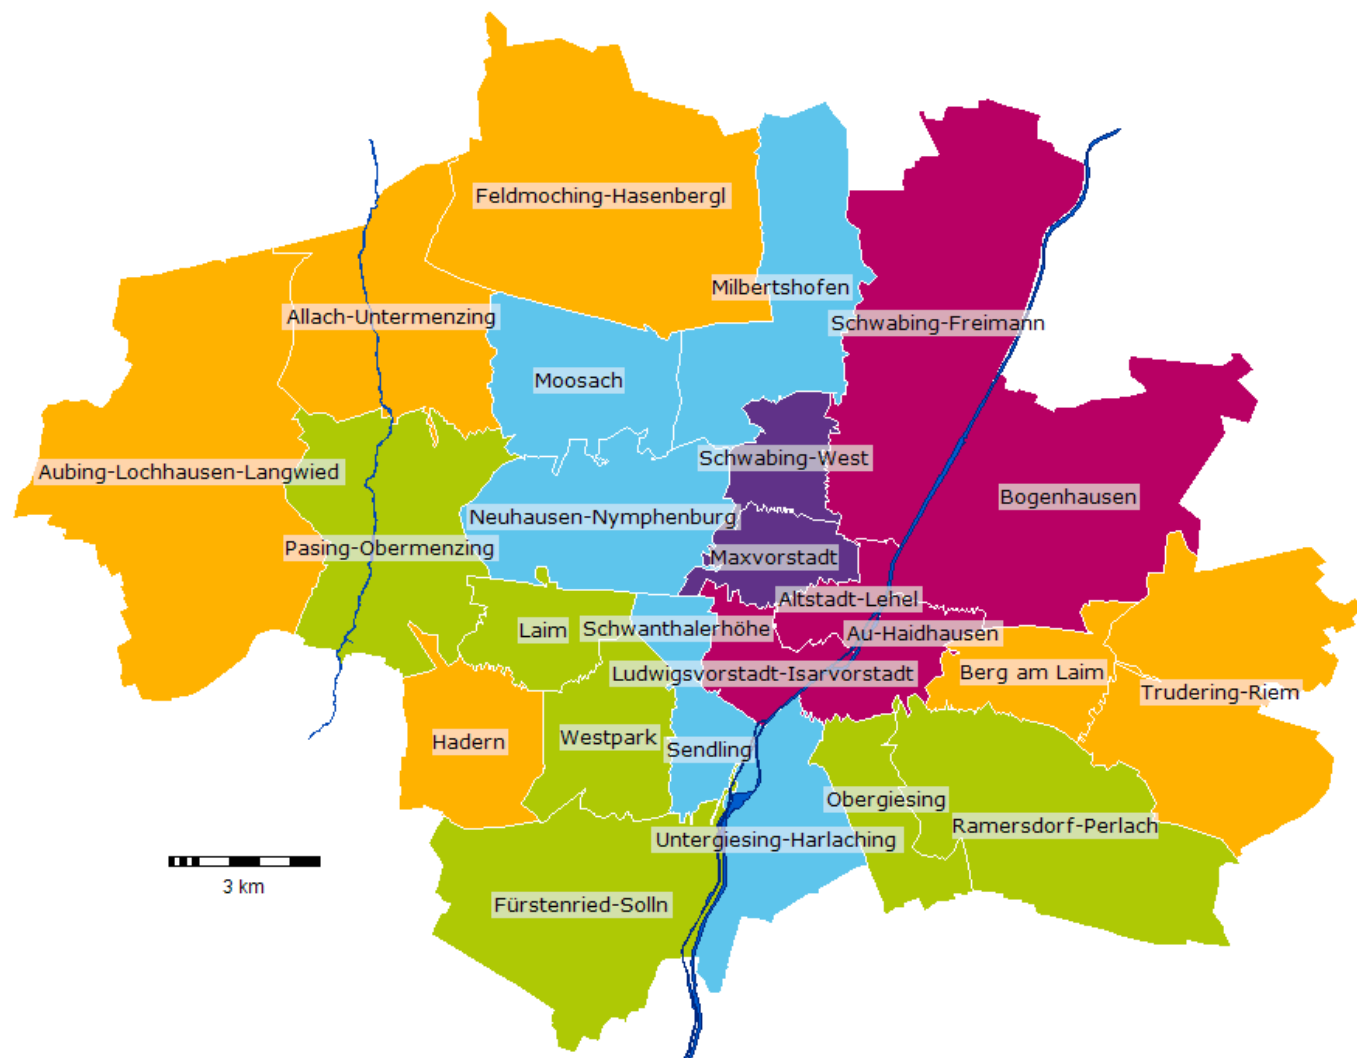 Feldmoching-Hasenbergl
Milbertshofen
Allach-Untermenzing
Schwabing-Freimann
Moosach
Schwabing-West
Aubing-Lochhausen-Langwied
Bogenhausen
Neuhausen-Nymphenburg
Pasing-Obermenzing
Maxvorstadt
Altstadt-Lehel
Laim
Schwanthalerhöhe
Au-Haidhausen
Ludwigsvorstadt-Isarvorstadt
Berg am Laim
Trudering-Riem
Hadern
Westpark
Sendling
Obergiesing
Ramersdorf-Perlach
Untergiesing-Harlaching
3 km
Fürstenried-Solln